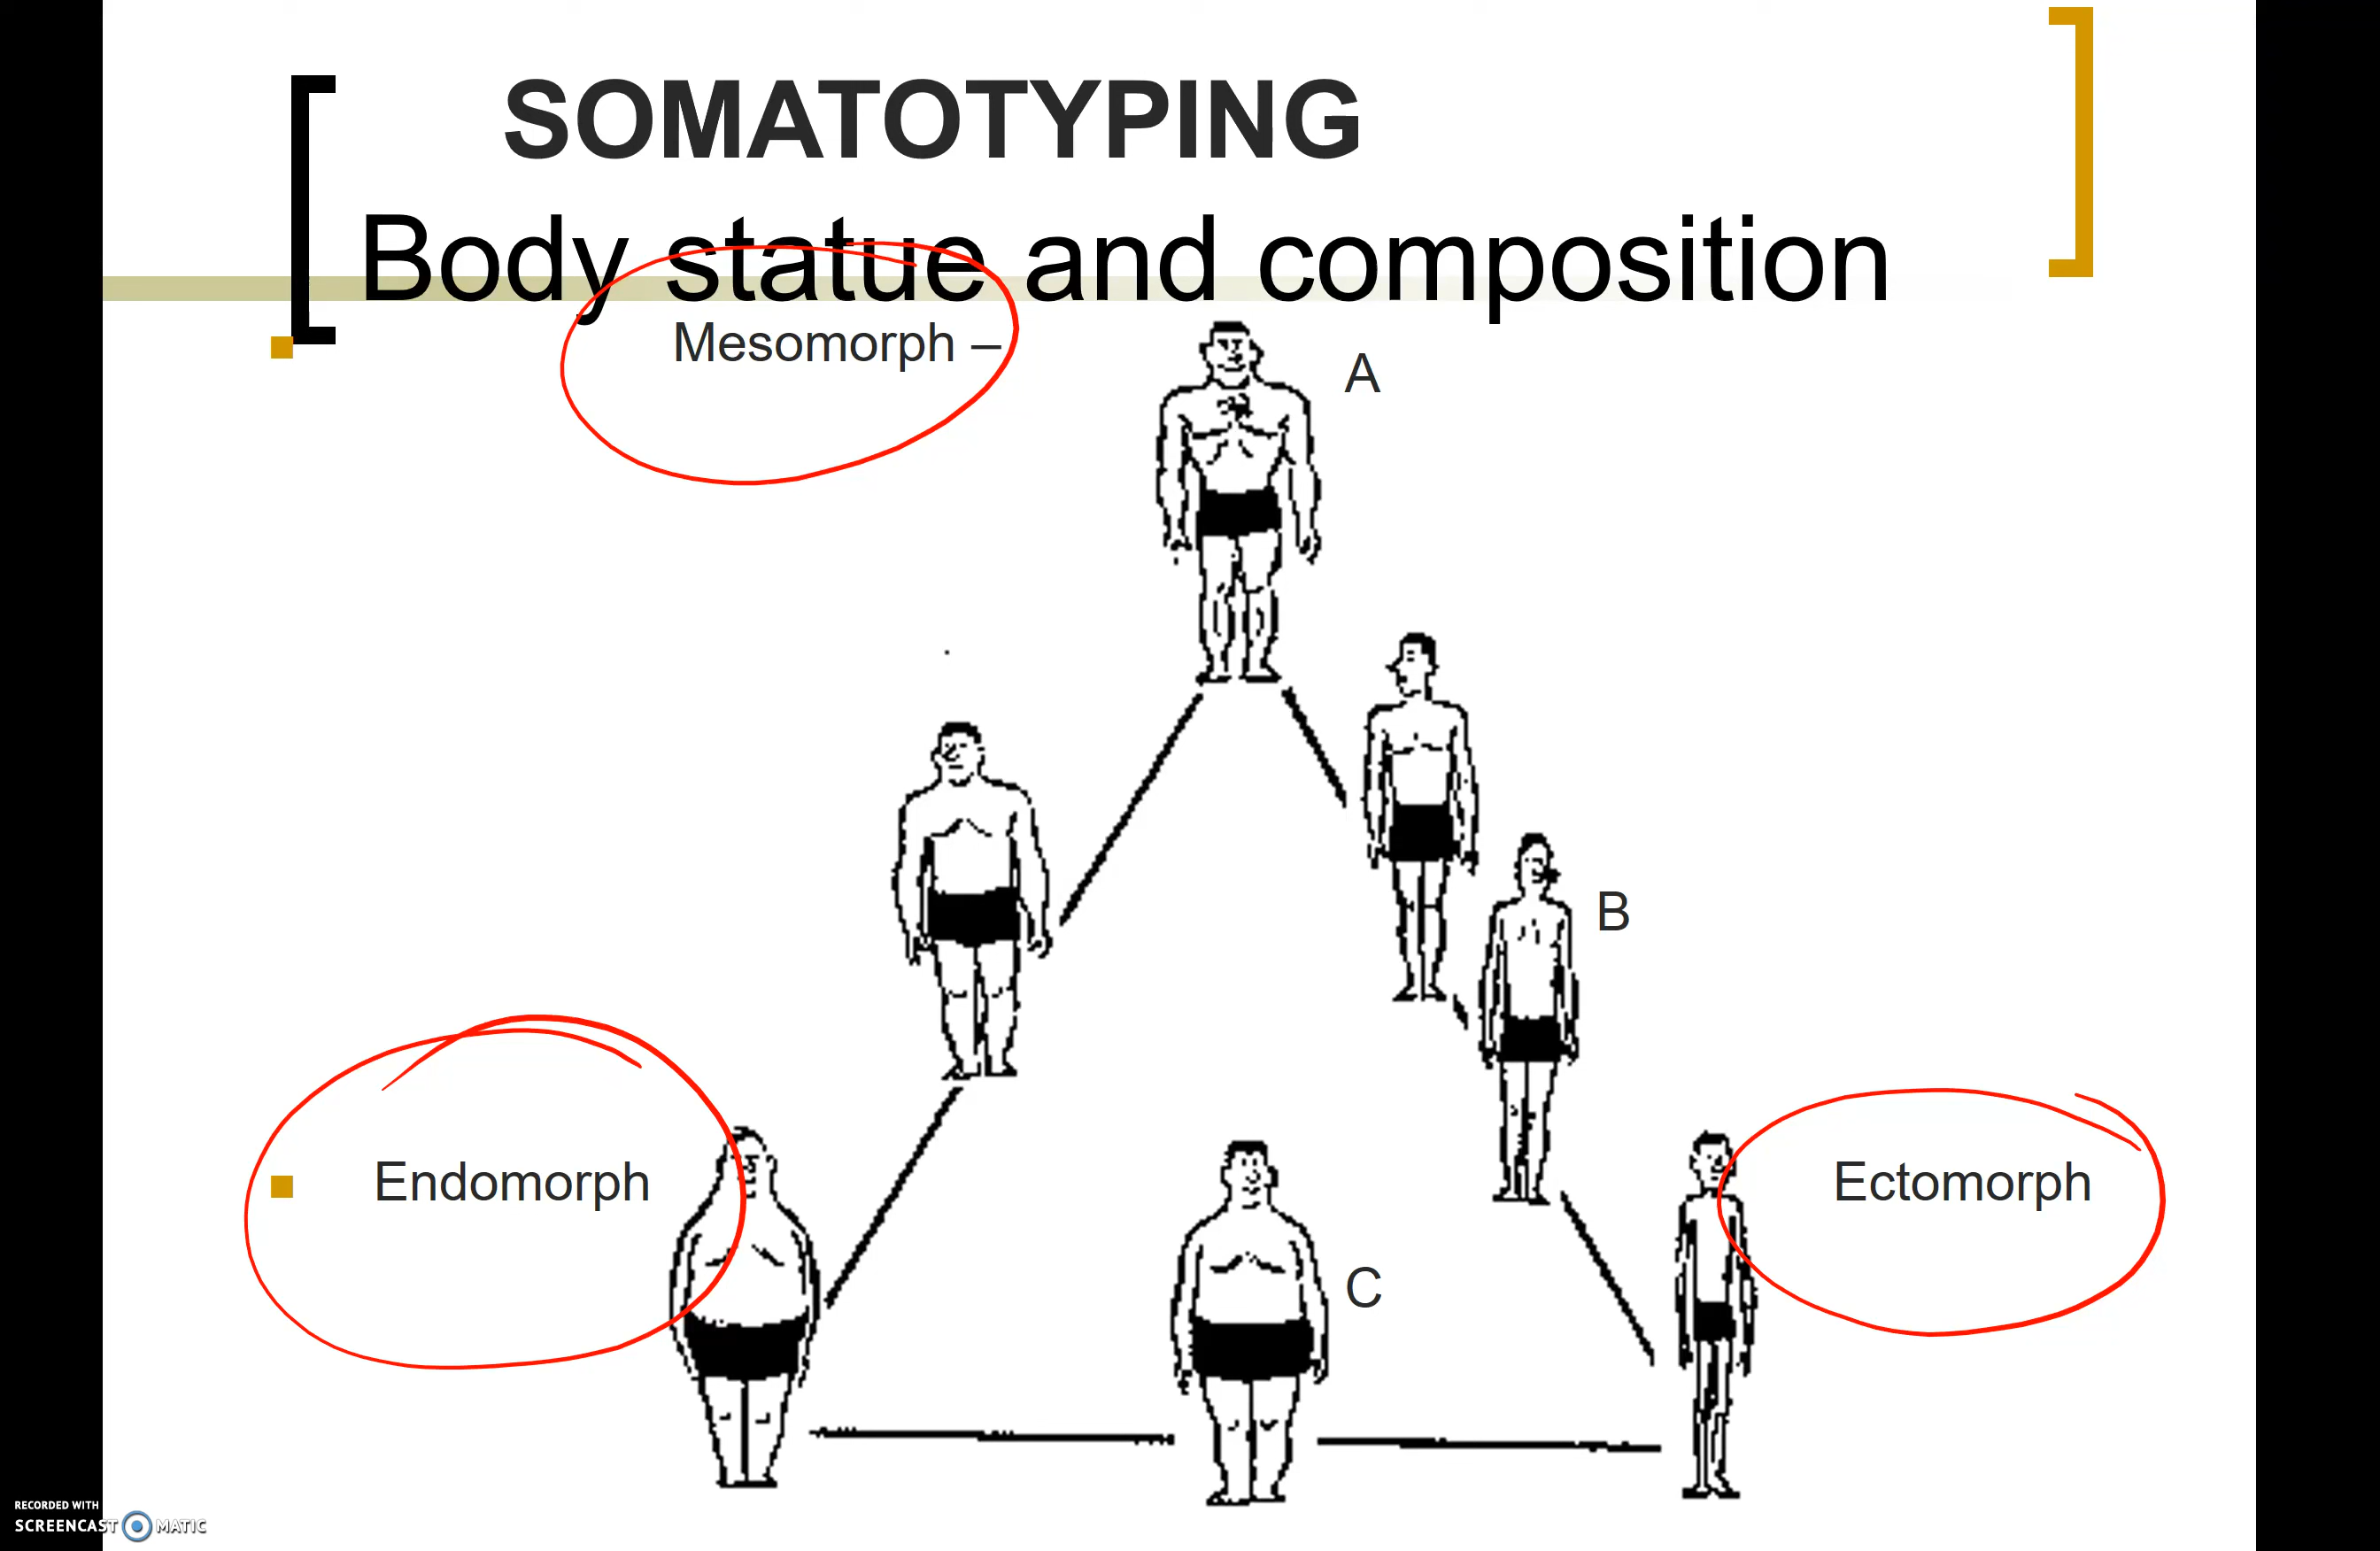 SOMATOTYPING
Body statue and composition
Mesomorph –
A
B
Endomorph
Ectomorph
C
RECORDED WITH
SCREENCAST MATIC